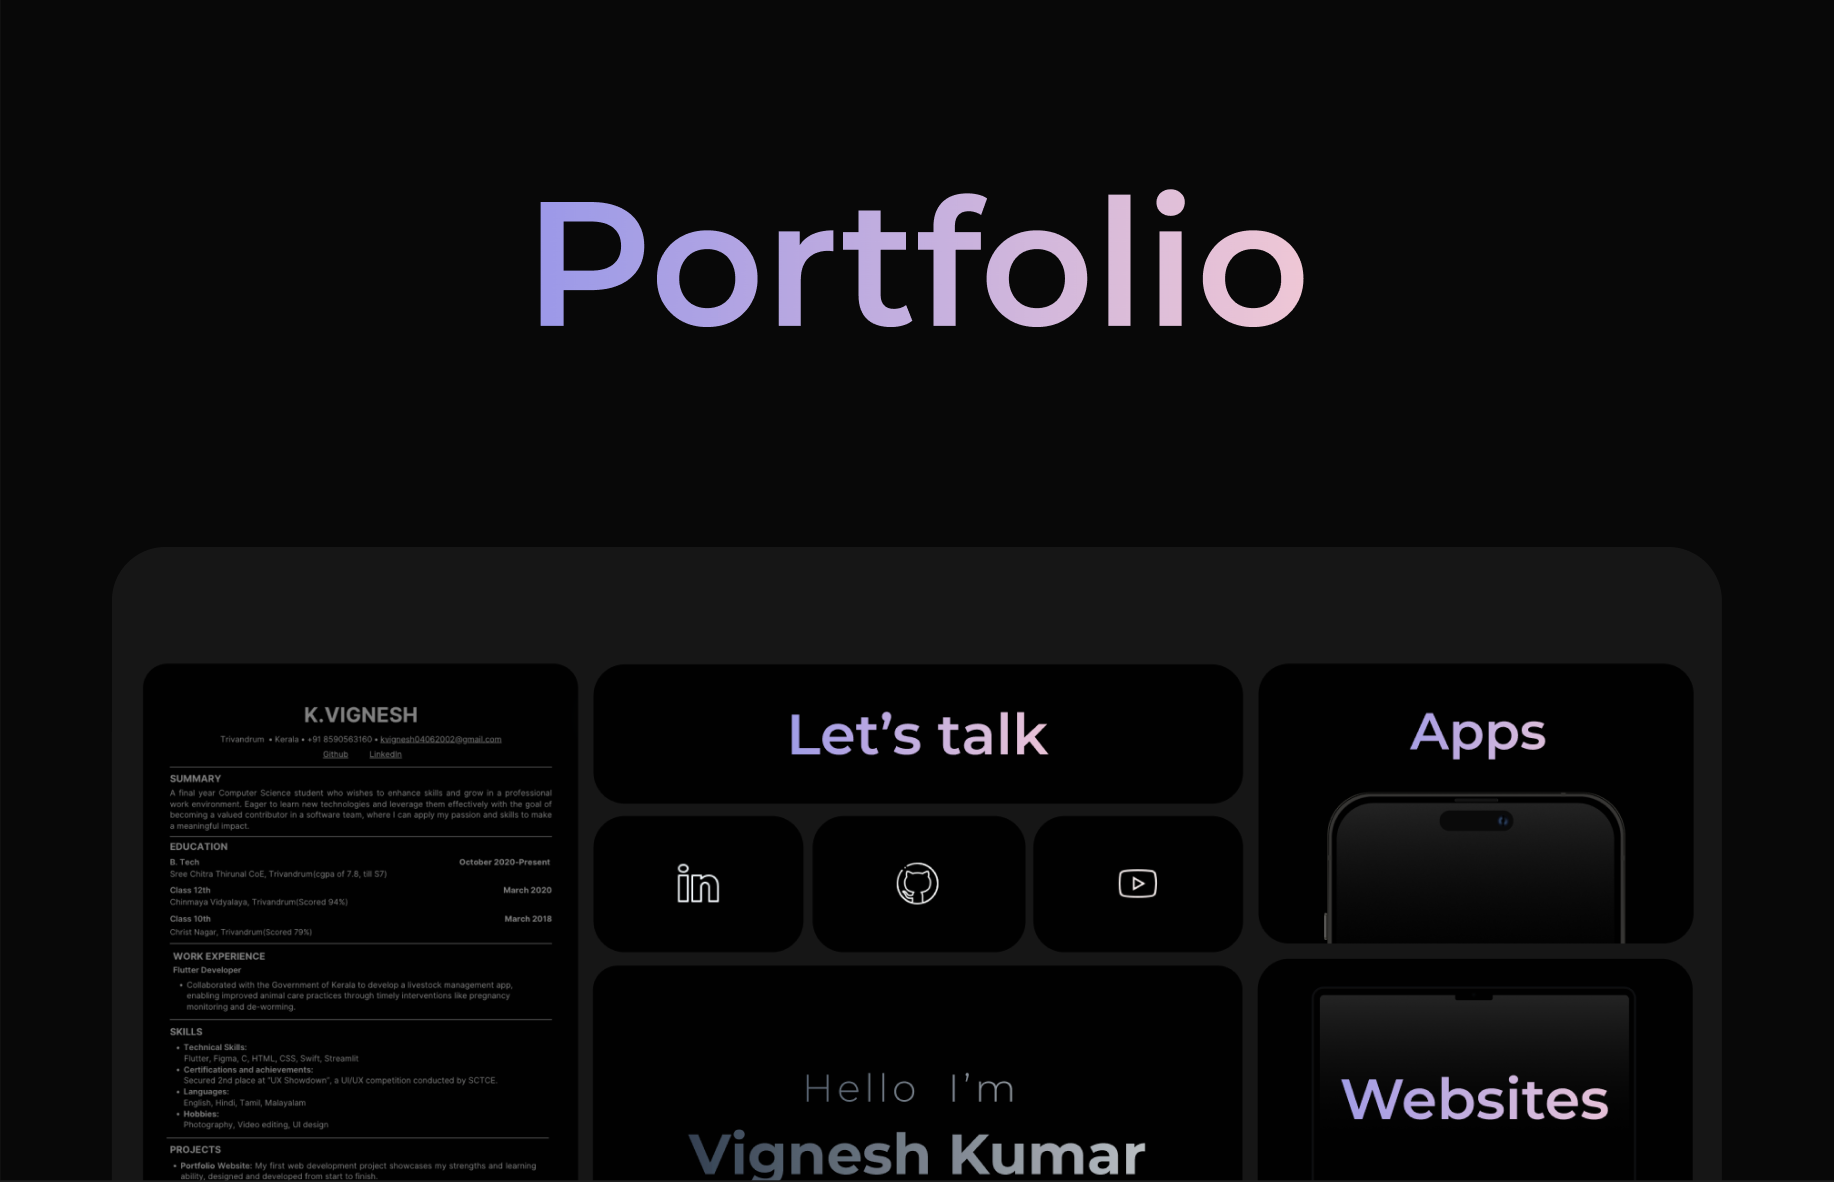 Portfolio
K.VIGNESH
Trivandrum • Kerala • +91 8590563160 • kvignesh04062002@gmail.com
Github LinkedIn
SUMMARY
A final year Computer Science student who wishes to enhance skills and grow in a professional
work environment. Eager to learn new technologies and leverage them effectively with the goal of
becoming a valued contributor in a software team, where I can apply my passion and skills to make
a meaningful impact.
EDUCATION
B. Tech October 2020-Present
Sree Chitra Thirunal CoE, Trivandrum(cgpa of 7.8, till S7)
Class 12th March 2020
Chinmaya Vidyalaya, Trivandrum(Scored 94%)
Class 10th March 2018
Christ Nagar, Trivandrum(Scored 79%)
WORK EXPERIENCE
Flutter Developer
• Collaborated with the Government of Kerala to develop a livestock management app,
enabling improved animal care practices through timely interventions like pregnancy
monitoring and de-worming.
SKILLS
• Technical Skills:
Flutter, Figma, C, HTML, CSS, Swift, Streamlit
• Certifications and achievements:
Secured 2nd place at "UX Showdown", a UI/UX competition conducted by SCTCE.
• Languages:
English, Hindi, Tamil, Malayalam
• Hobbies:
Photography, Video editing, UI design
PROJECTS
• Portfolio Website: My first web development project showcases my strengths and learning
ability, designed and developed from start to finish.
Let's talk
in
Hello I'm
Vignesh Kumar
Apps
Websites